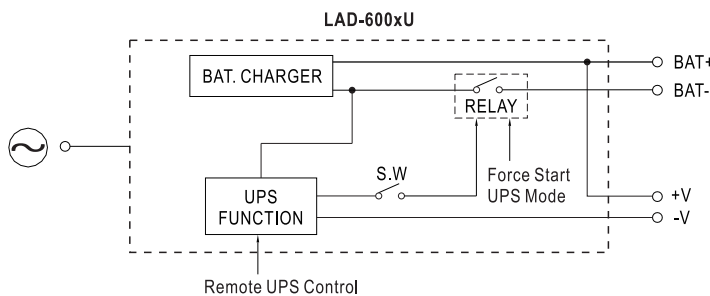 LAD-600xU
BAT. CHARGER
BAT+
BAT-
RELAY
S.W
Force Start
UPS Mode
UPS
FUNCTION
+V
-V
Remote UPS Control